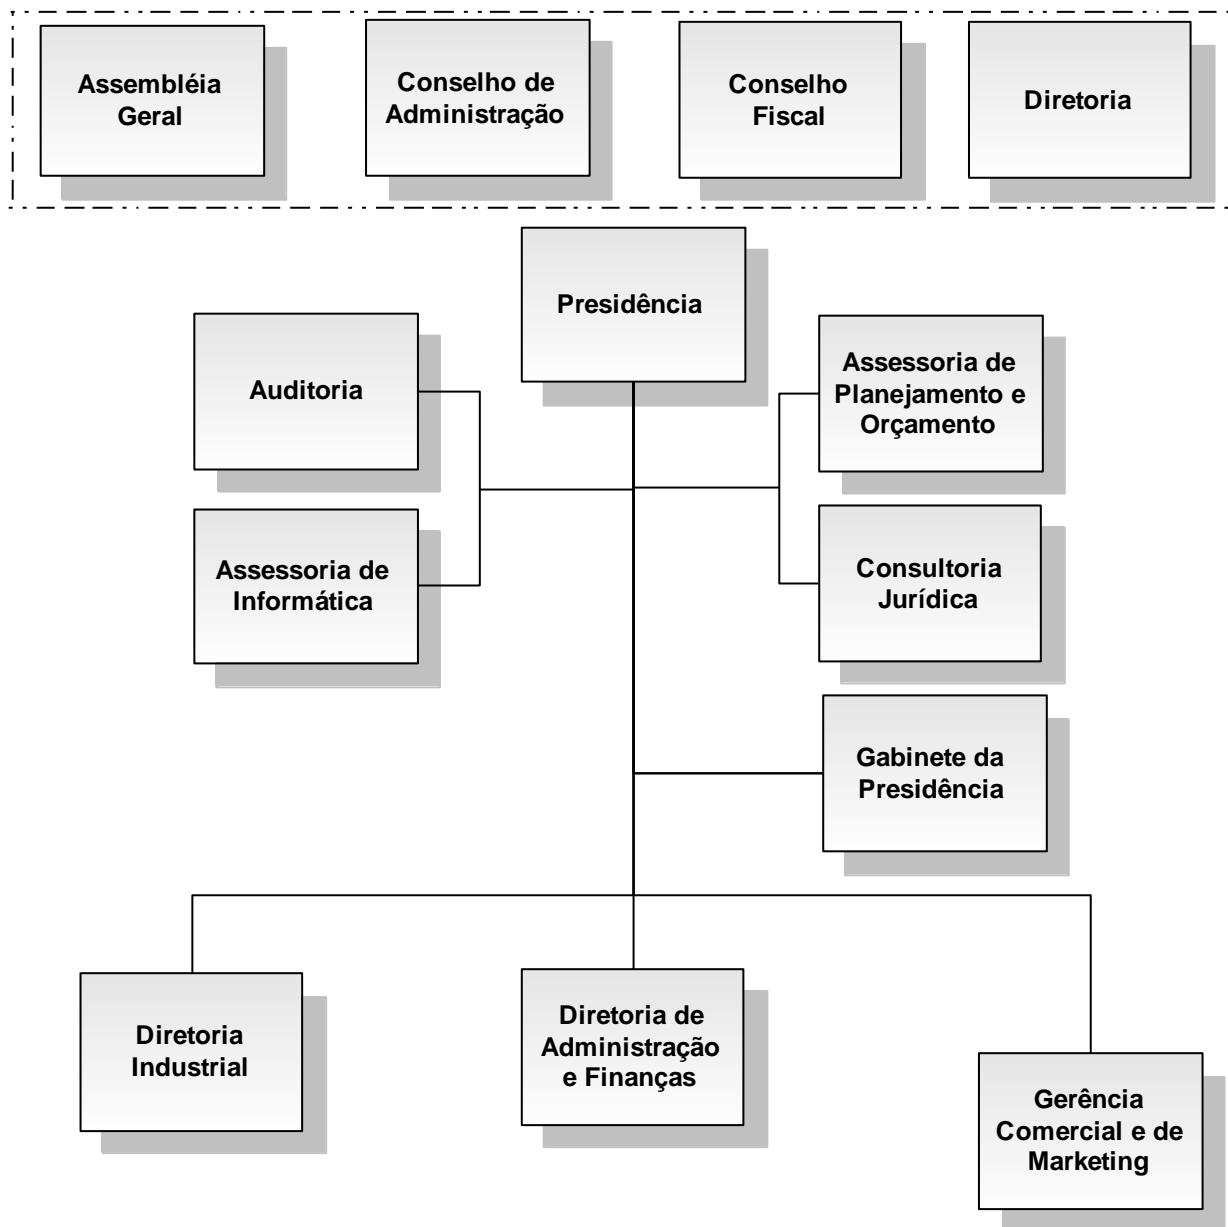 Assembléia
Geral
Conselho de
Administração
Conselho
Fiscal
Diretoria
Presidência
Auditoria
Assessoria de
Planejamento e
Orçamento
Assessoria de
Informática
Consultoria
Jurídica
Gabinete da
Presidência
Diretoria
Industrial
Diretoria de
Administração
e Finanças
Gerência
Comercial e de
Marketing